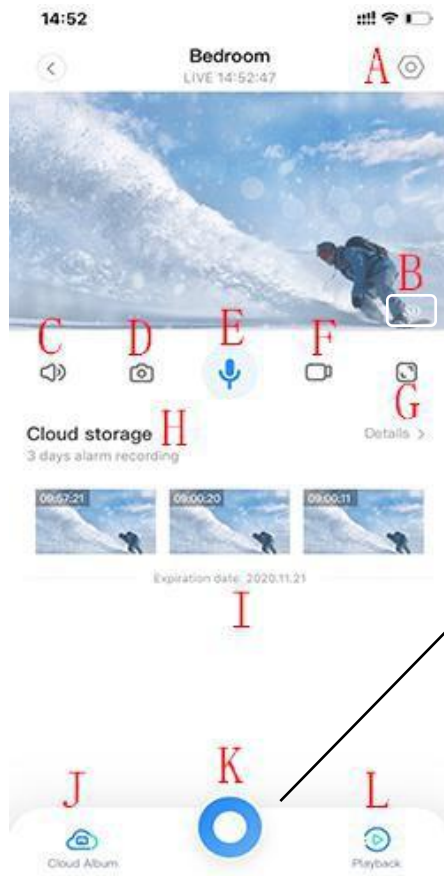 14:52
Bedroom
LIVE 14:52:47
A
B
SD
C D E F
G
Cloud storage H Details >
3 days alarm recording
09:57:21 09:00:20 09:00:11
Expiration date: 2020.11.21
I
J K L
Cloud Album Playback